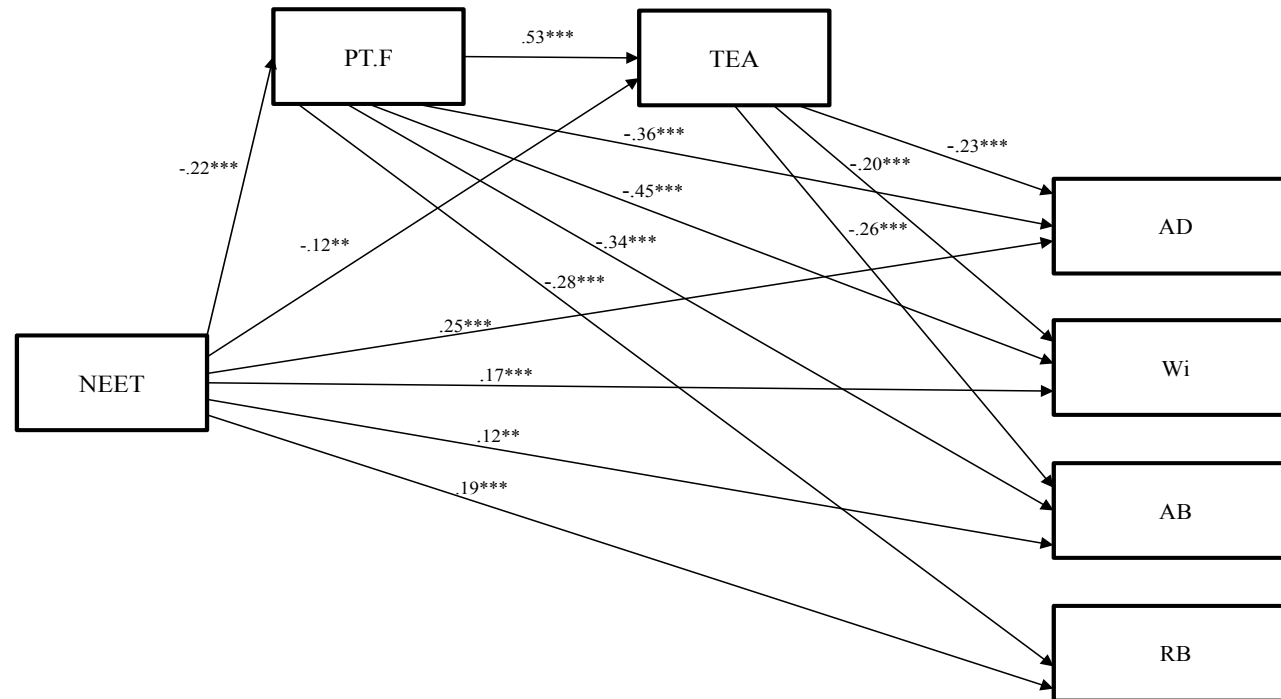 .53***
PT.F
TEA
-.36***
-.23***
-.22***
-.20***
-.45***
AD
-.26***
-.12**
-.34***
-.28***
.25***
Wi
NEET
.17***
.12**
.19***
AB
RB